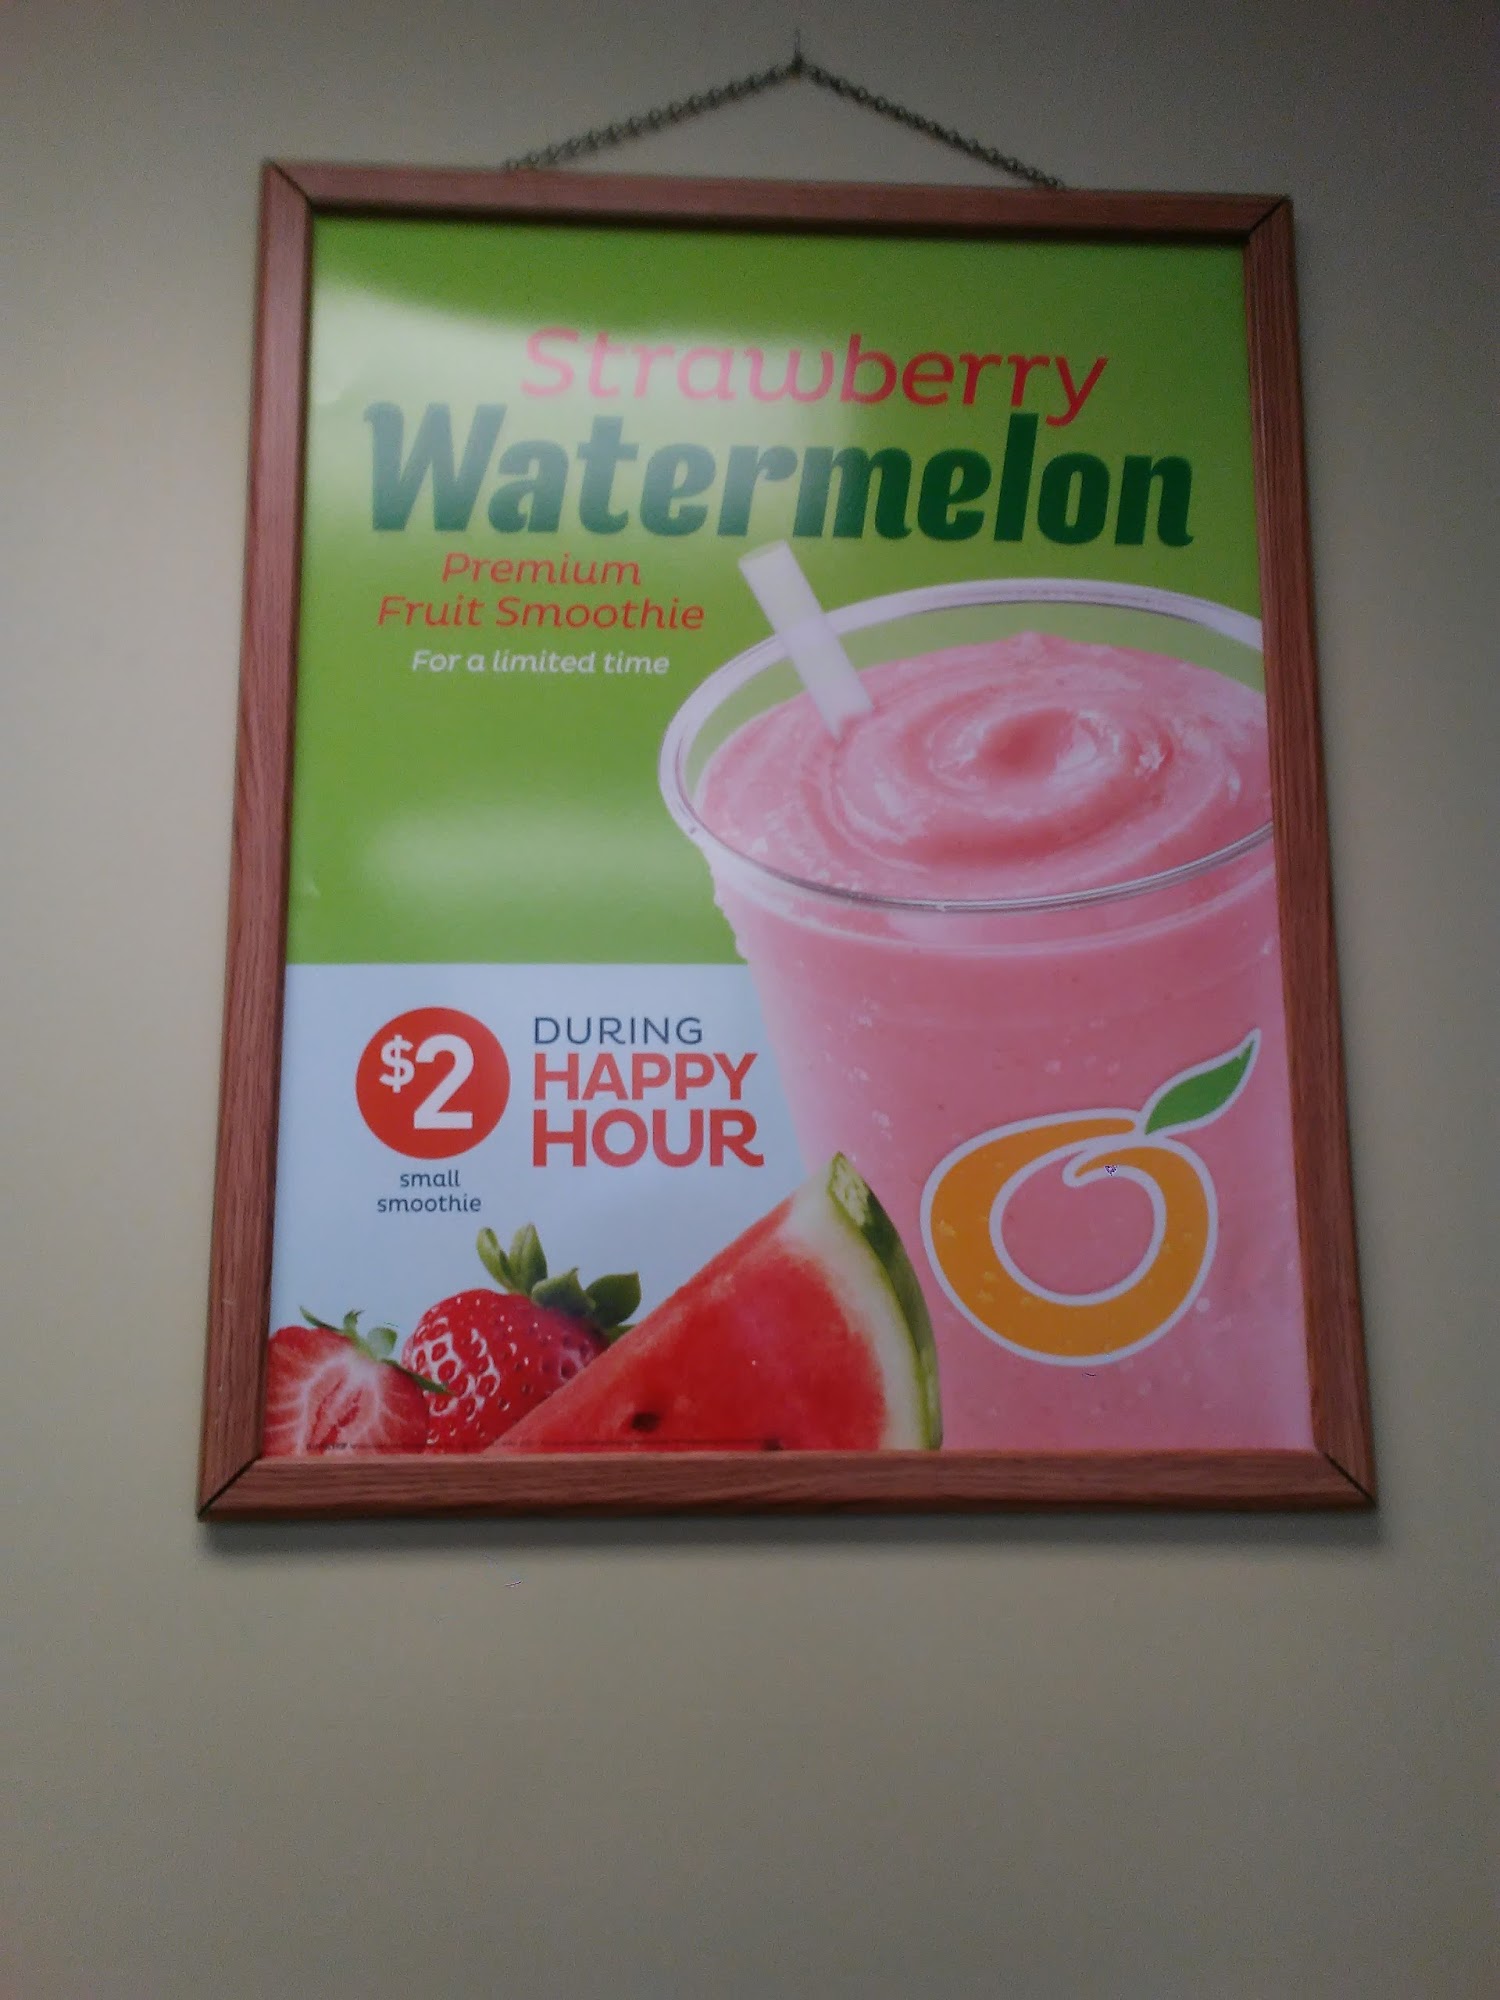 Strawberry
Watermelon
Premium
Fruit Smoothie
For a limited time
$2
small
smoothie
DURING
HAPPY
HOUR